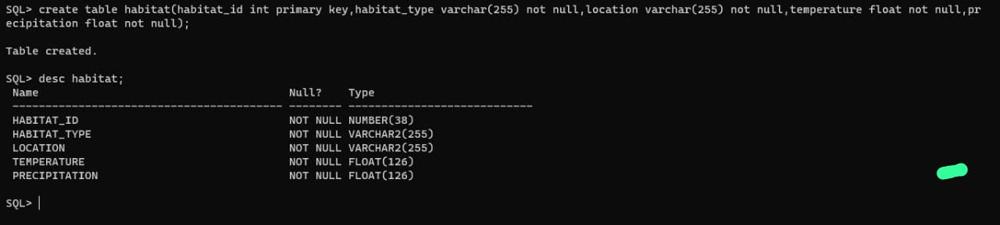 SQL> create table habitat(habitat_id int primary key,habitat_type varchar(255) not null,location varchar(255) not null,temperature float not null,pr
ecipitation float not null);
Table created.
SQL> desc habitat;
Name Null? Type
----------------------------------------- -------- ----------------------------
HABITAT_ID NOT NULL NUMBER(38)
HABITAT_TYPE NOT NULL VARCHAR2(255)
LOCATION NOT NULL VARCHAR2(255)
TEMPERATURE NOT NULL FLOAT(126)
PRECIPITATION NOT NULL FLOAT(126)
SQL>